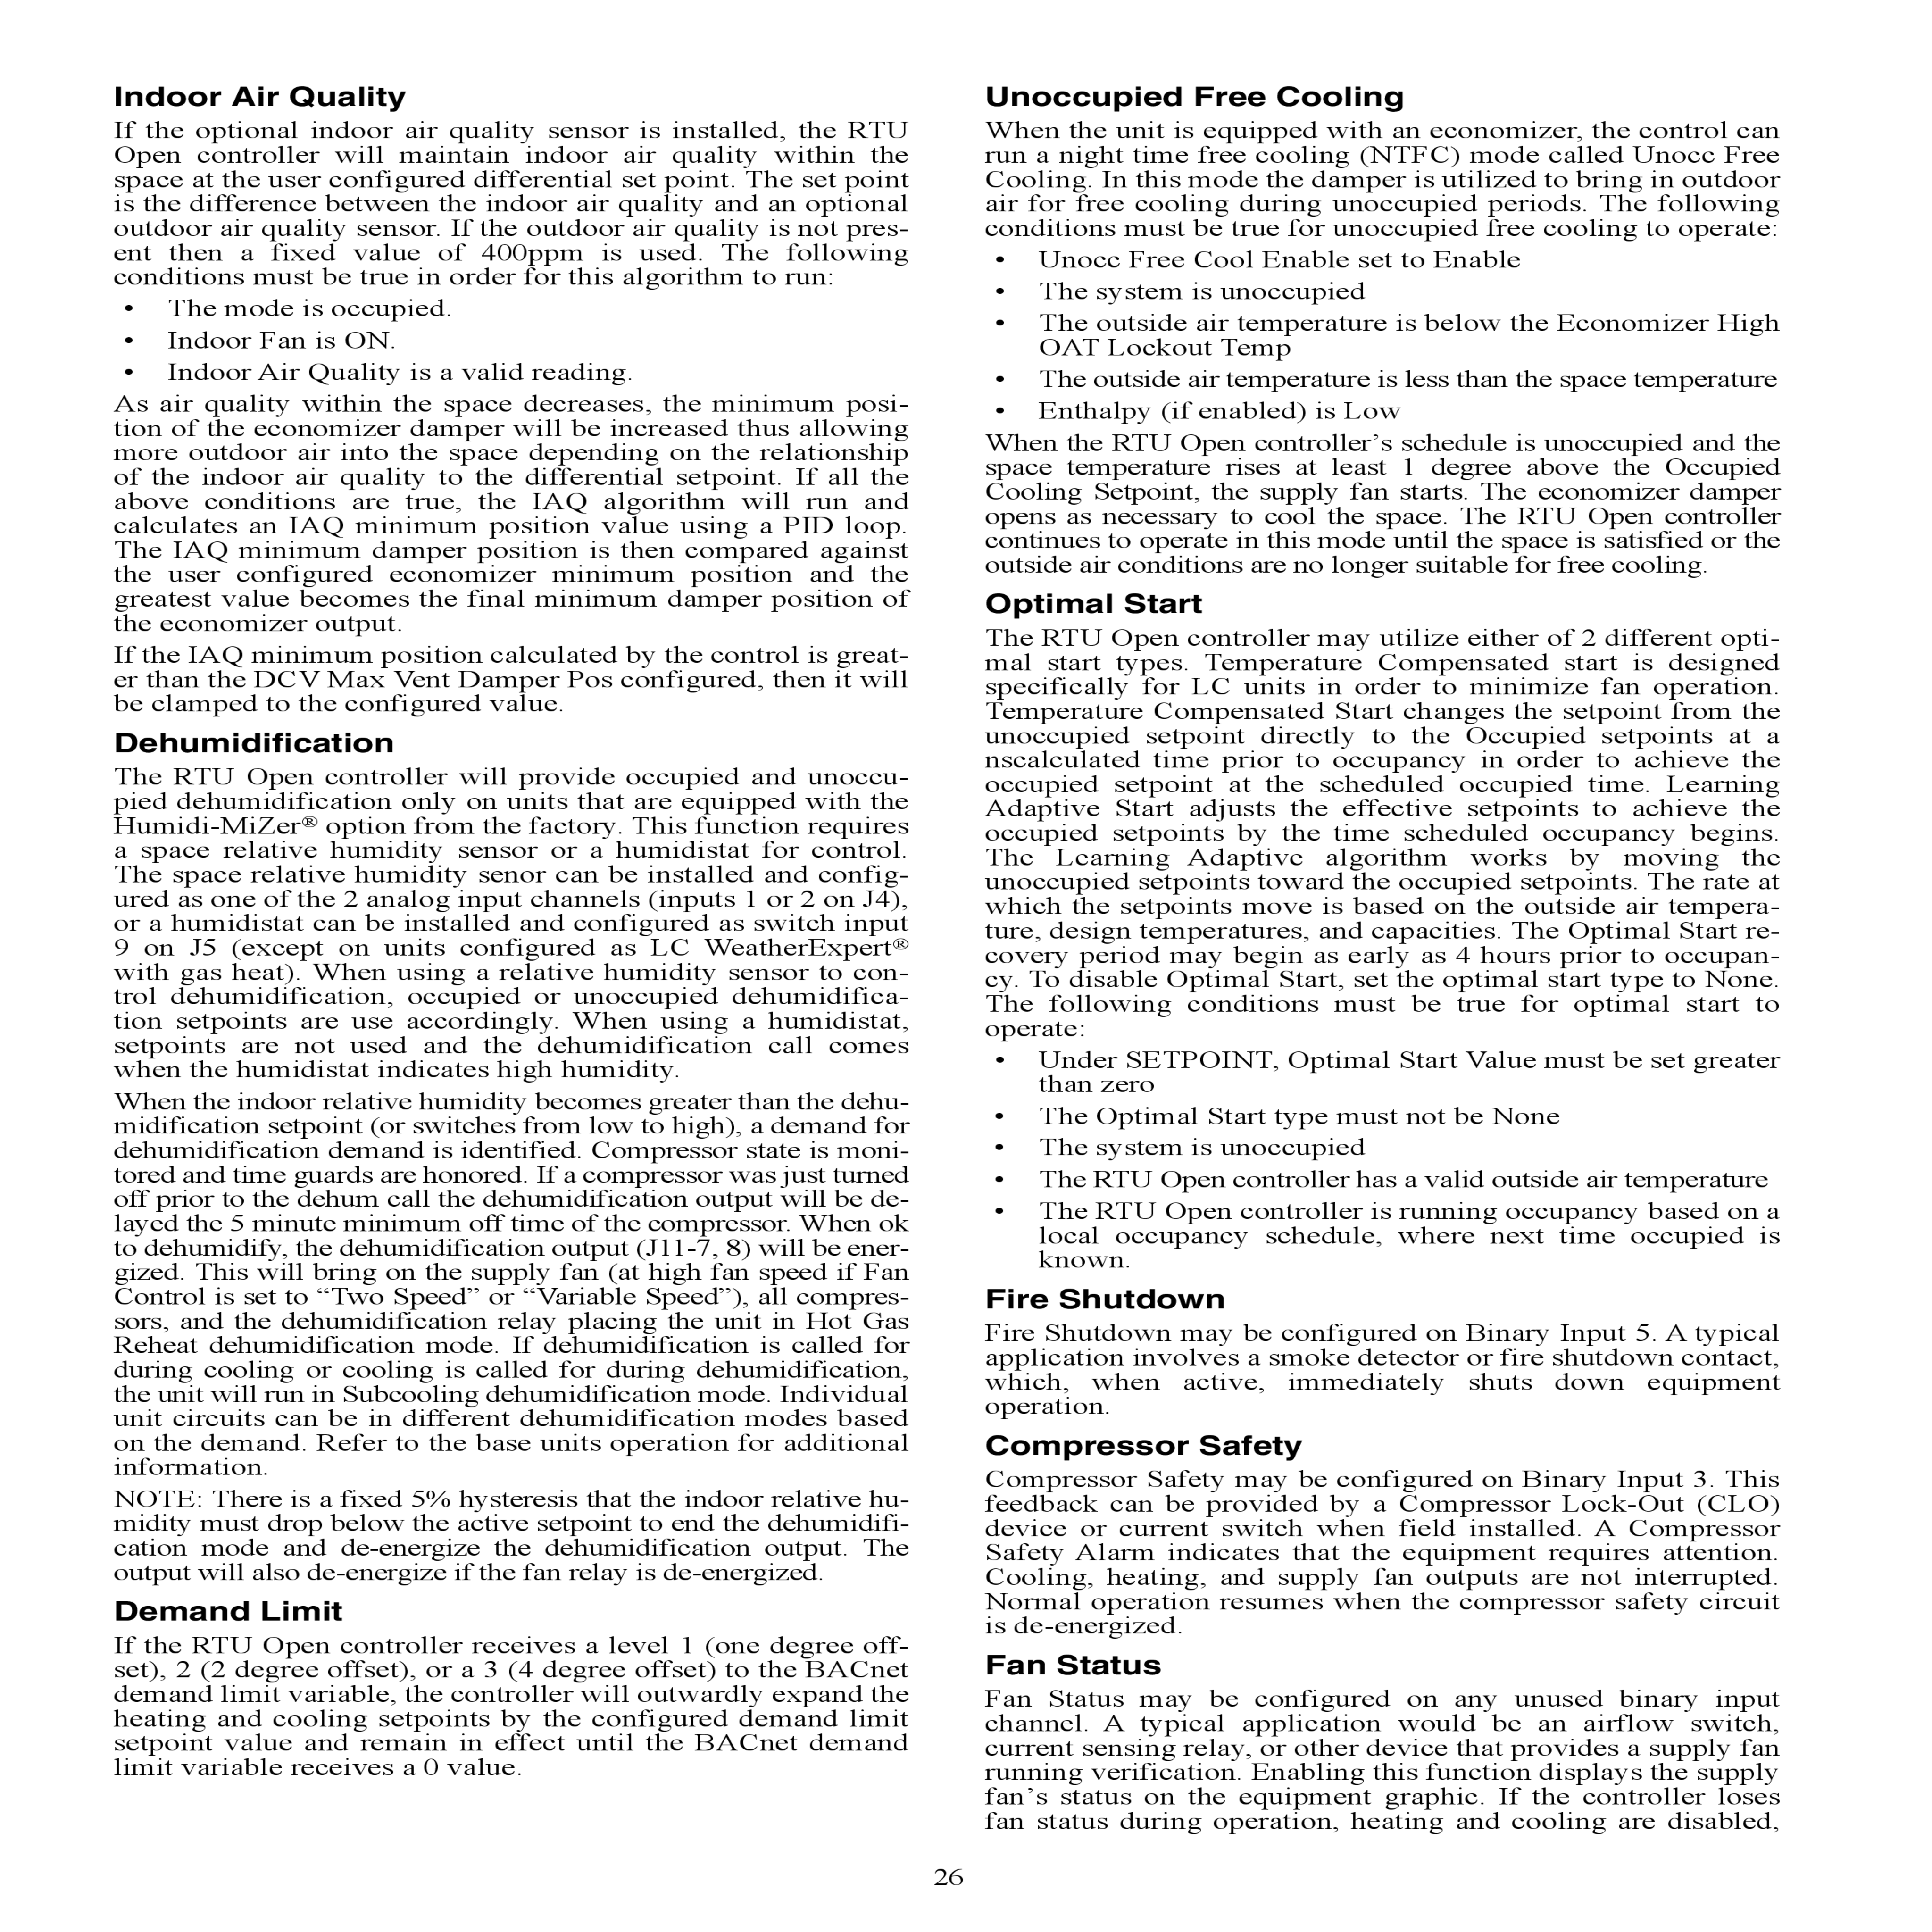 Indoor Air Quality
If the optional indoor air quality sensor is installed, the RTU
Open controller will maintain indoor air quality within the
space at the user configured differential set point. The set point
is the difference between the indoor air quality and an optional
outdoor air quality sensor. If the outdoor air quality is not pres-
ent then a fixed value of 400ppm is used. The following
conditions must be true in order for this algorithm to run:
• The mode is occupied.
• Indoor Fan is ON.
• Indoor Air Quality is a valid reading.
As air quality within the space decreases, the minimum posi-
tion of the economizer damper will be increased thus allowing
more outdoor air into the space depending on the relationship
of the indoor air quality to the differential setpoint. If all the
above conditions are true, the IAQ algorithm will run and
calculates an IAQ minimum position value using a PID loop.
The IAQ minimum damper position is then compared against
the user configured economizer minimum position and the
greatest value becomes the final minimum damper position of
the economizer output.
If the IAQ minimum position calculated by the control is great-
er than the DCV Max Vent Damper Pos configured, then it will
be clamped to the configured value.
Dehumidification
The RTU Open controller will provide occupied and unoccu-
pied dehumidification only on units that are equipped with the
Humidi-MiZer® option from the factory. This function requires
a space relative humidity sensor or a humidistat for control.
The space relative humidity senor can be installed and config-
ured as one of the 2 analog input channels (inputs 1 or 2 on J4),
or a humidistat can be installed and configured as switch input
9 on J5 (except on units configured as LC WeatherExpert®
with gas heat). When using a relative humidity sensor to con-
trol dehumidification, occupied or unoccupied dehumidifica-
tion setpoints are use accordingly. When using a humidistat,
setpoints are not used and the dehumidification call comes
when the humidistat indicates high humidity.
When the indoor relative humidity becomes greater than the dehu-
midification setpoint (or switches from low to high), a demand for
dehumidification demand is identified. Compressor state is moni-
tored and time guards are honored. If a compressor was just turned
off prior to the dehum call the dehumidification output will be de-
layed the 5 minute minimum off time of the compressor. When ok
to dehumidify, the dehumidification output (J11-7, 8) will be ener-
gized. This will bring on the supply fan (at high fan speed if Fan
Control is set to “Two Speed” or “Variable Speed”), all compres-
sors, and the dehumidification relay placing the unit in Hot Gas
Reheat dehumidification mode. If dehumidification is called for
during cooling or cooling is called for during dehumidification,
the unit will run in Subcooling dehumidification mode. Individual
unit circuits can be in different dehumidification modes based
on the demand. Refer to the base units operation for additional
information.
NOTE: There is a fixed 5% hysteresis that the indoor relative hu-
midity must drop below the active setpoint to end the dehumidifi-
cation mode and de-energize the dehumidification output. The
output will also de-energize if the fan relay is de-energized.
Demand Limit
If the RTU Open controller receives a level 1 (one degree off-
set), 2 (2 degree offset), or a 3 (4 degree offset) to the BACnet
demand limit variable, the controller will outwardly expand the
heating and cooling setpoints by the configured demand limit
setpoint value and remain in effect until the BACnet demand
limit variable receives a 0 value.
Unoccupied Free Cooling
When the unit is equipped with an economizer, the control can
run a night time free cooling (NTFC) mode called Unocc Free
Cooling. In this mode the damper is utilized to bring in outdoor
air for free cooling during unoccupied periods. The following
conditions must be true for unoccupied free cooling to operate:
• Unocc Free Cool Enable set to Enable
• The system is unoccupied
• The outside air temperature is below the Economizer High
OAT Lockout Temp
• The outside air temperature is less than the space temperature
• Enthalpy (if enabled) is Low
When the RTU Open controller’s schedule is unoccupied and the
space temperature rises at least 1 degree above the Occupied
Cooling Setpoint, the supply fan starts. The economizer damper
opens as necessary to cool the space. The RTU Open controller
continues to operate in this mode until the space is satisfied or the
outside air conditions are no longer suitable for free cooling.
Optimal Start
The RTU Open controller may utilize either of 2 different opti-
mal start types. Temperature Compensated start is designed
specifically for LC units in order to minimize fan operation.
Temperature Compensated Start changes the setpoint from the
unoccupied setpoint directly to the Occupied setpoints at a
nscalculated time prior to occupancy in order to achieve the
occupied setpoint at the scheduled occupied time. Learning
Adaptive Start adjusts the effective setpoints to achieve the
occupied setpoints by the time scheduled occupancy begins.
The Learning Adaptive algorithm works by moving the
unoccupied setpoints toward the occupied setpoints. The rate at
which the setpoints move is based on the outside air tempera-
ture, design temperatures, and capacities. The Optimal Start re-
covery period may begin as early as 4 hours prior to occupan-
cy. To disable Optimal Start, set the optimal start type to None.
The following conditions must be true for optimal start to
operate:
• Under SETPOINT, Optimal Start Value must be set greater
than zero
• The Optimal Start type must not be None
• The system is unoccupied
• The RTU Open controller has a valid outside air temperature
• The RTU Open controller is running occupancy based on a
local occupancy schedule, where next time occupied is
known.
Fire Shutdown
Fire Shutdown may be configured on Binary Input 5. A typical
application involves a smoke detector or fire shutdown contact,
which, when active, immediately shuts down equipment
operation.
Compressor Safety
Compressor Safety may be configured on Binary Input 3. This
feedback can be provided by a Compressor Lock-Out (CLO)
device or current switch when field installed. A Compressor
Safety Alarm indicates that the equipment requires attention.
Cooling, heating, and supply fan outputs are not interrupted.
Normal operation resumes when the compressor safety circuit
is de-energized.
Fan Status
Fan Status may be configured on any unused binary input
channel. A typical application would be an airflow switch,
current sensing relay, or other device that provides a supply fan
running verification. Enabling this function displays the supply
fan’s status on the equipment graphic. If the controller loses
fan status during operation, heating and cooling are disabled,
26